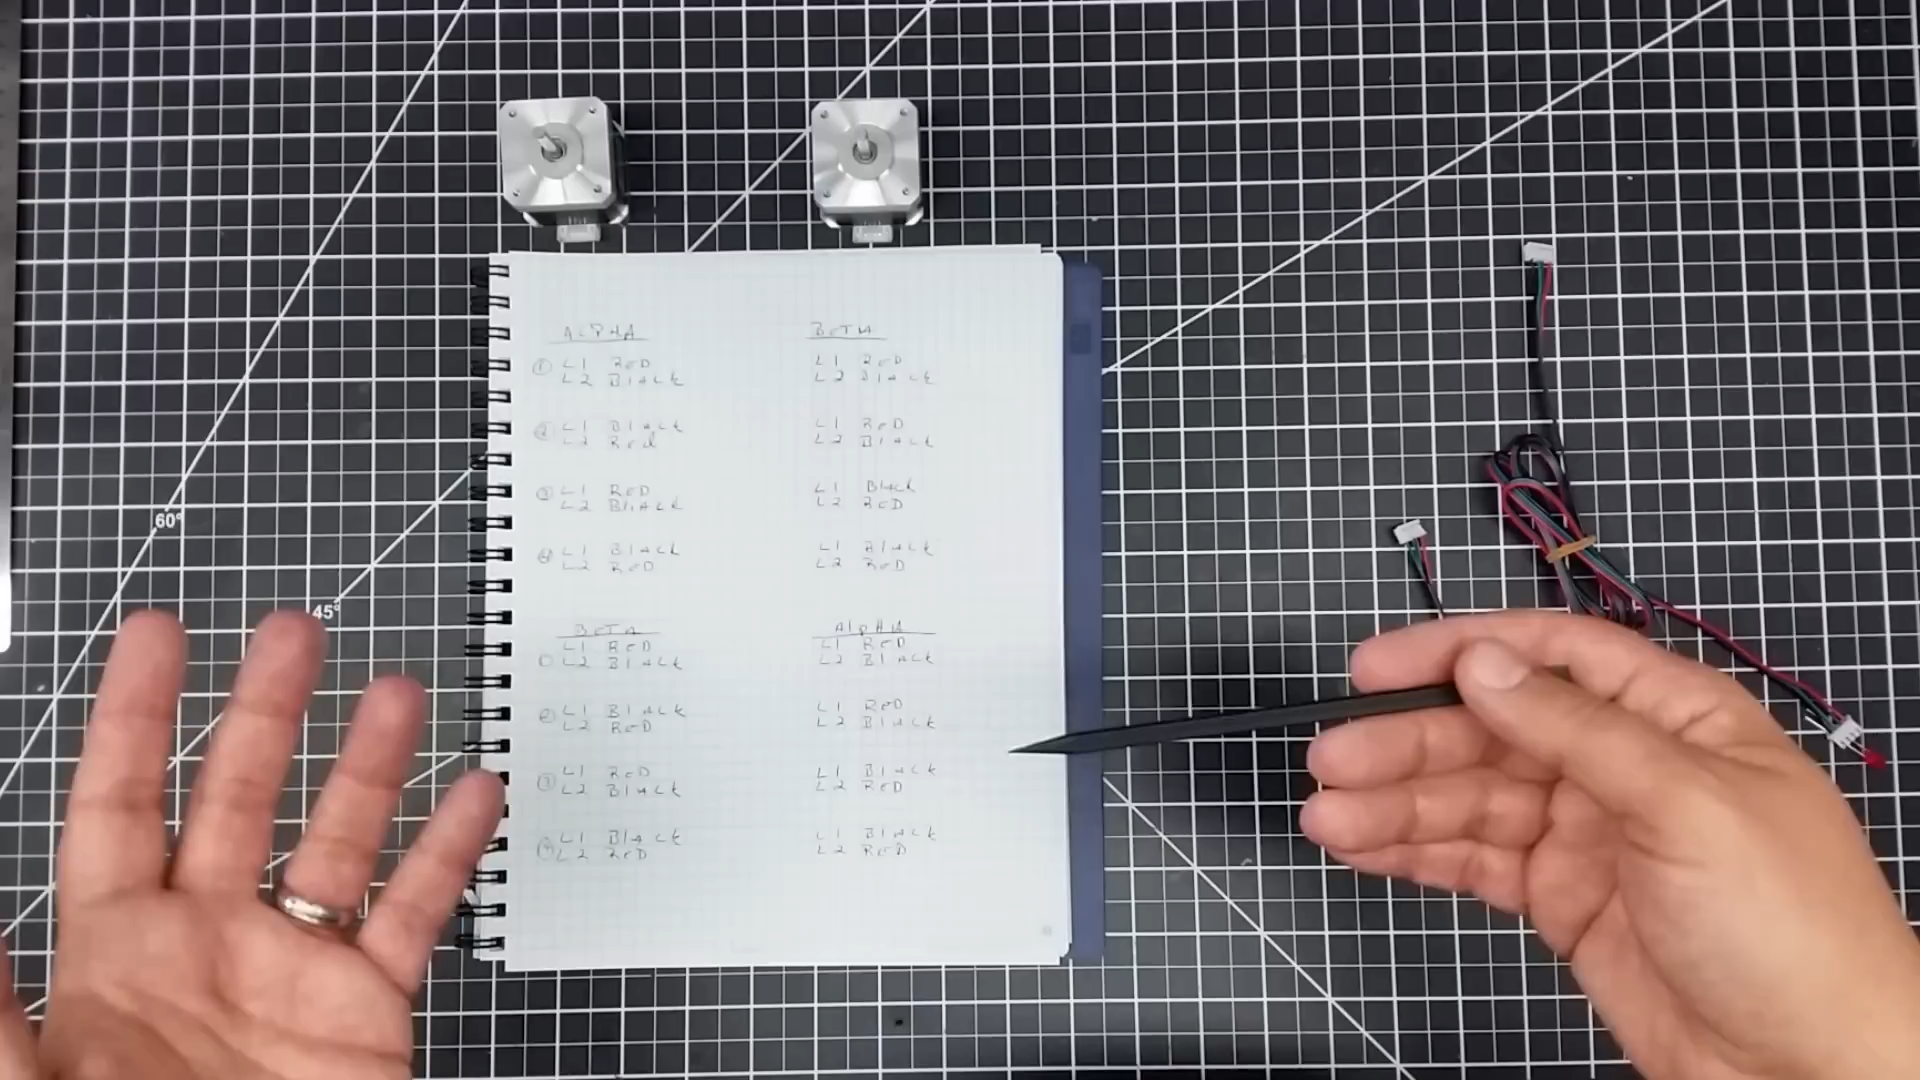 60°
45°
ALPHA BETA
① L1 RED L1 RED
L2 BlACK L2 BlACK
② L1 BlACK L1 RED
L2 Red L2 BlACK
③ L1 RED L1 Black
L2 BlACK L2 RED
④ L1 BlACK L1 BlACK
L2 RED L2 RED
BETA AlpHA
① L1 RED L1 RED
L2 BlACK L2 BlACK
② L1 BlACK L1 RED
L2 RED L2 BlACK
③ L1 RED L1 BlACK
L2 BlACK L2 RED
④ L1 BlACK L1 BlACK
L2 RED L2 RED